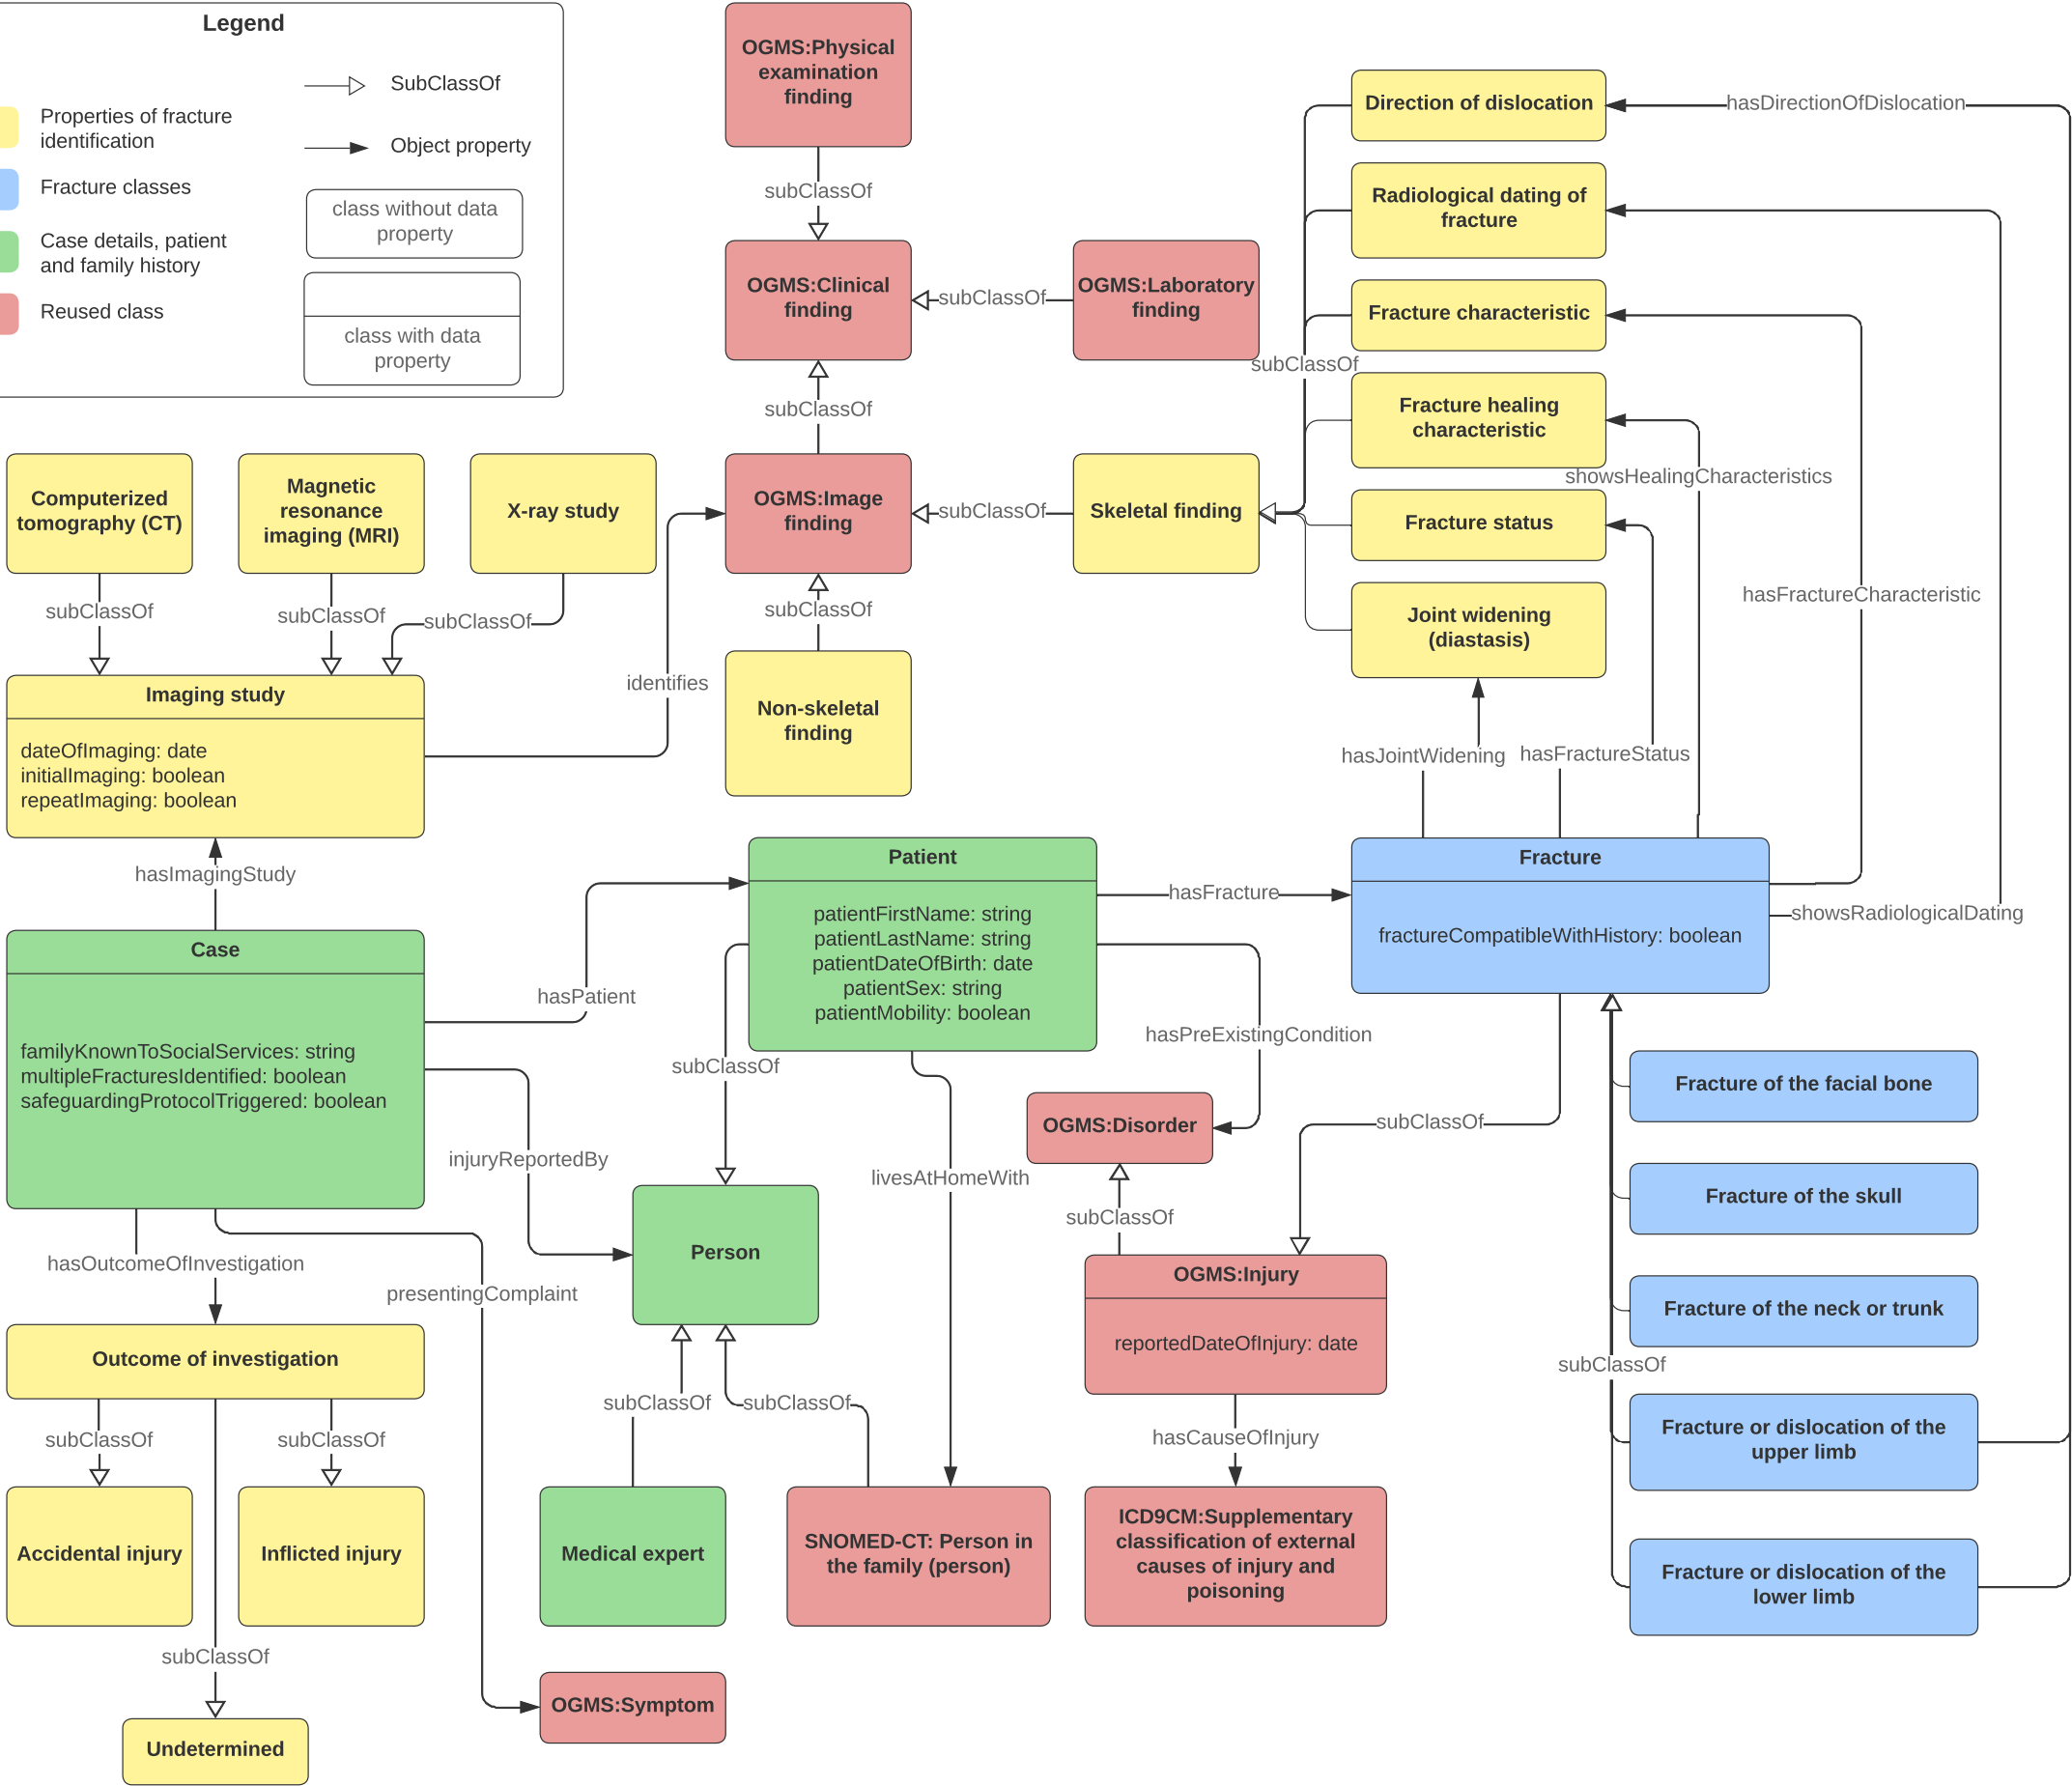 Legend
SubClassOf
Properties of fracture
identification
Object property
Fracture classes
class without data
property
Case details, patient
and family history
class with data
property
Reused class
OGMS:Physical
examination
finding
subClassOf
OGMS:Clinical
finding
subClassOf
OGMS:Laboratory
finding
subClassOf
Direction of dislocation
hasDirectionOfDislocation
Radiological dating of
fracture
Fracture characteristic
subClassOf
Fracture healing
characteristic
showsHealingCharacteristics
Fracture status
Joint widening
(diastasis)
hasFractureCharacteristic
Computerized
tomography (CT)
Magnetic
resonance
imaging (MRI)
X-ray study
OGMS:Image
finding
subClassOf
Skeletal finding
subClassOf
subClassOf
subClassOf
subClassOf
Imaging study
dateOfImaging: date
initialImaging: boolean
repeatImaging: boolean
identifies
Non-skeletal
finding
hasJointWidening
hasFractureStatus
hasImagingStudy
Patient
patientFirstName: string
patientLastName: string
patientDateOfBirth: date
patientSex: string
patientMobility: boolean
hasFracture
Fracture
fractureCompatibleWithHistory: boolean
showsRadiologicalDating
Case
familyKnownToSocialServices: string
multipleFracturesIdentified: boolean
safeguardingProtocolTriggered: boolean
hasPatient
subClassOf
hasPreExistingCondition
injuryReportedBy
livesAtHomeWith
OGMS:Disorder
subClassOf
subClassOf
Fracture of the facial bone
Fracture of the skull
Fracture of the neck or trunk
subClassOf
Fracture or dislocation of the
upper limb
Fracture or dislocation of the
lower limb
Person
hasOutcomeOfInvestigation
presentingComplaint
OGMS:Injury
reportedDateOfInjury: date
Outcome of investigation
subClassOf
subClassOf
subClassOf
subClassOf
hasCauseOfInjury
Accidental injury
Inflicted injury
Medical expert
SNOMED-CT: Person in
the family (person)
ICD9CM:Supplementary
classification of external
causes of injury and
poisoning
subClassOf
OGMS:Symptom
Undetermined